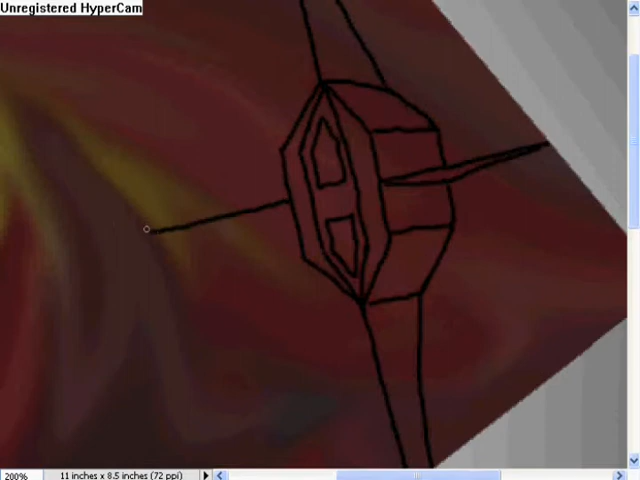 Unregistered HyperCam
200%
11 inches x 8.5 inches (72 ppi)